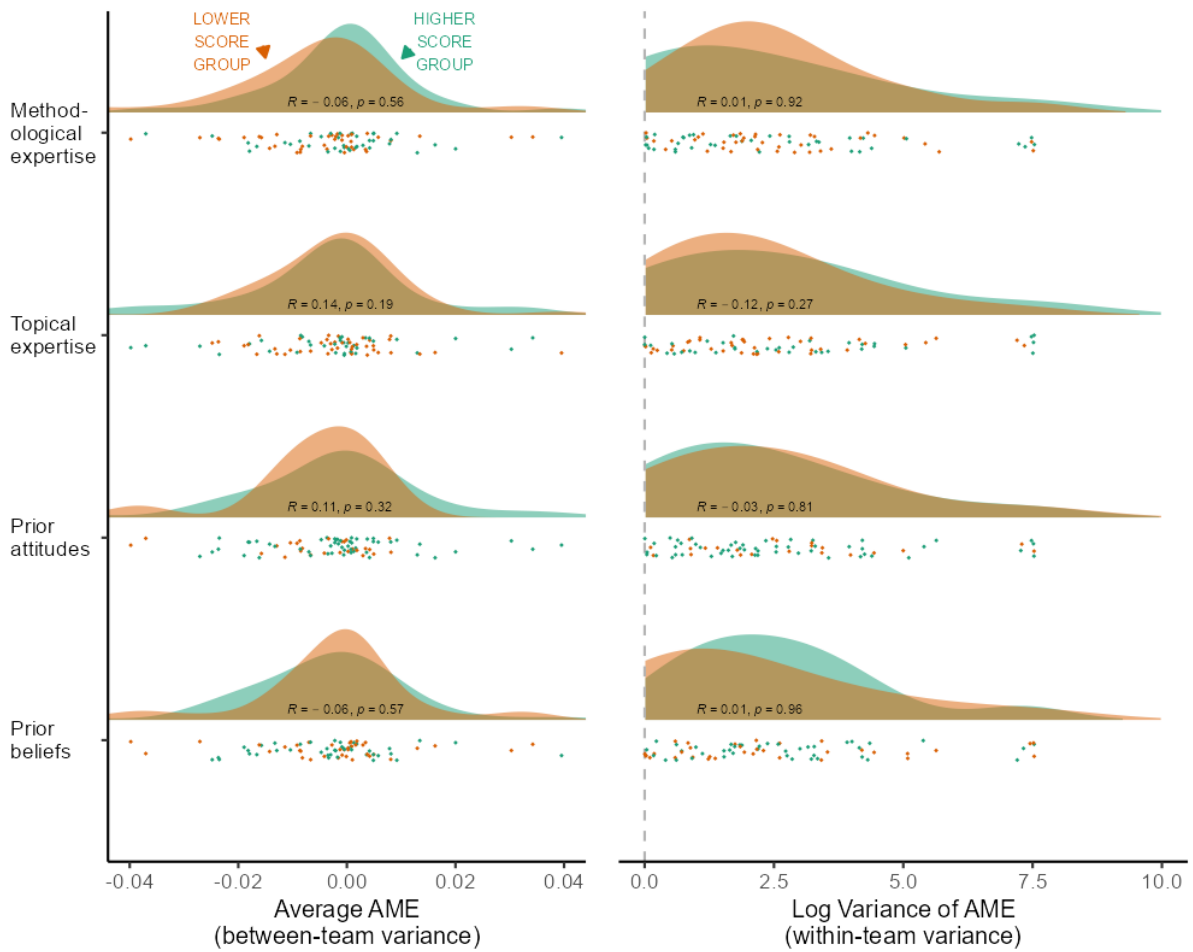 LOWER
SCORE
GROUP
HIGHER
SCORE
GROUP
Method-
ological
expertise
R = − 0.06, p = 0.56
R = 0.01, p = 0.92
Topical
expertise
R = 0.14, p = 0.19
R = − 0.12, p = 0.27
Prior
attitudes
R = 0.11, p = 0.32
R = − 0.03, p = 0.81
Prior
beliefs
R = − 0.06, p = 0.57
R = 0.01, p = 0.96
-0.04 -0.02 0.00 0.02 0.04
0.0 2.5 5.0 7.5 10.0
Average AME
(between-team variance)
Log Variance of AME
(within-team variance)